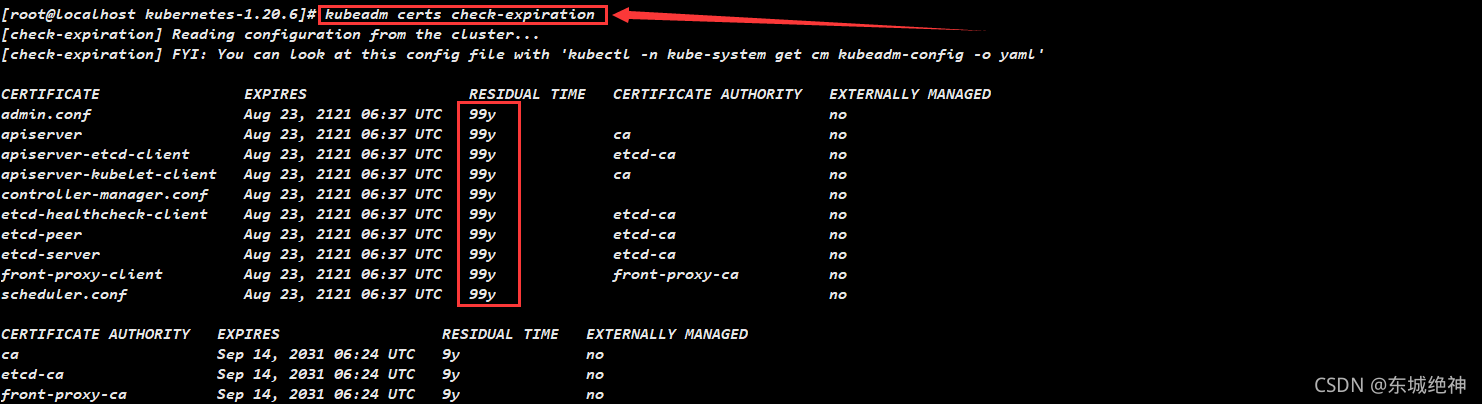 [root@localhost kubernetes-1.20.6]# kubeadm certs check-expiration
[check-expiration] Reading configuration from the cluster...
[check-expiration] FYI: You can look at this config file with 'kubectl -n kube-system get cm kubeadm-config -o yaml'
CERTIFICATE EXPIRES RESIDUAL TIME CERTIFICATE AUTHORITY EXTERNALLY MANAGED
admin.conf Aug 23, 2121 06:37 UTC 99y no
apiserver Aug 23, 2121 06:37 UTC 99y ca no
apiserver-etcd-client Aug 23, 2121 06:37 UTC 99y etcd-ca no
apiserver-kubelet-client Aug 23, 2121 06:37 UTC 99y ca no
controller-manager.conf Aug 23, 2121 06:37 UTC 99y no
etcd-healthcheck-client Aug 23, 2121 06:37 UTC 99y etcd-ca no
etcd-peer Aug 23, 2121 06:37 UTC 99y etcd-ca no
etcd-server Aug 23, 2121 06:37 UTC 99y etcd-ca no
front-proxy-client Aug 23, 2121 06:37 UTC 99y front-proxy-ca no
scheduler.conf Aug 23, 2121 06:37 UTC 99y no
CERTIFICATE AUTHORITY EXPIRES RESIDUAL TIME EXTERNALLY MANAGED
ca Sep 14, 2031 06:24 UTC 9y no
etcd-ca Sep 14, 2031 06:24 UTC 9y no
front-proxy-ca Sep 14, 2031 06:24 UTC 9y no
CSDN @东城绝神